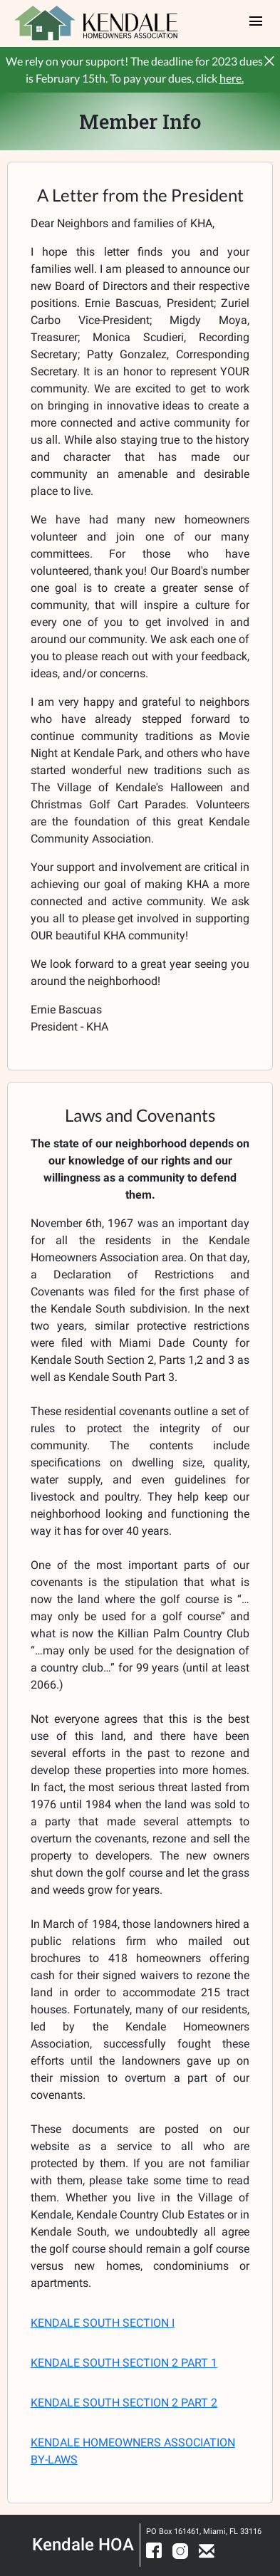 KENDALE
HOMEOWNERS ASSOCIATION
We rely on your support! The deadline for 2023 dues
is February 15th. To pay your dues, click here.
Member Info
A Letter from the President
Dear Neighbors and families of KHA,
I hope this letter finds you and your
families well. I am pleased to announce our
new Board of Directors and their respective
positions. Ernie Bascuas, President; Zuriel
Carbo Vice-President; Migdy Moya,
Treasurer; Monica Scudieri, Recording
Secretary; Patty Gonzalez, Corresponding
Secretary. It is an honor to represent YOUR
community. We are excited to get to work
on bringing in innovative ideas to create a
more connected and active community for
us all. While also staying true to the history
and character that has made our
community an amenable and desirable
place to live.
We have had many new homeowners
volunteer and join one of our many
committees. For those who have
volunteered, thank you! Our Board's number
one goal is to create a greater sense of
community, that will inspire a culture for
every one of you to get involved in and
around our community. We ask each one of
you to please reach out with your feedback,
ideas, and/or concerns.
I am very happy and grateful to neighbors
who have already stepped forward to
continue community traditions as Movie
Night at Kendale Park, and others who have
started wonderful new traditions such as
The Village of Kendale's Halloween and
Christmas Golf Cart Parades. Volunteers
are the foundation of this great Kendale
Community Association.
Your support and involvement are critical in
achieving our goal of making KHA a more
connected and active community. We ask
you all to please get involved in supporting
OUR beautiful KHA community!
We look forward to a great year seeing you
around the neighborhood!
Ernie Bascuas
President - KHA
Laws and Covenants
The state of our neighborhood depends on
our knowledge of our rights and our
willingness as a community to defend
them.
November 6th, 1967 was an important day
for all the residents in the Kendale
Homeowners Association area. On that day,
a Declaration of Restrictions and
Covenants was filed for the first phase of
the Kendale South subdivision. In the next
two years, similar protective restrictions
were filed with Miami Dade County for
Kendale South Section 2, Parts 1,2 and 3 as
well as Kendale South Part 3.
These residential covenants outline a set of
rules to protect the integrity of our
community. The contents include
specifications on dwelling size, quality,
water supply, and even guidelines for
livestock and poultry. They help keep our
neighborhood looking and functioning the
way it has for over 40 years.
One of the most important parts of our
covenants is the stipulation that what is
now the land where the golf course is “…
may only be used for a golf course” and
what is now the Killian Palm Country Club
“…may only be used for the designation of
a country club…” for 99 years (until at least
2066.)
Not everyone agrees that this is the best
use of this land, and there have been
several efforts in the past to rezone and
develop these properties into more homes.
In fact, the most serious threat lasted from
1976 until 1984 when the land was sold to
a party that made several attempts to
overturn the covenants, rezone and sell the
property to developers. The new owners
shut down the golf course and let the grass
and weeds grow for years.
In March of 1984, those landowners hired a
public relations firm who mailed out
brochures to 418 homeowners offering
cash for their signed waivers to rezone the
land in order to accommodate 215 tract
houses. Fortunately, many of our residents,
led by the Kendale Homeowners
Association, successfully fought these
efforts until the landowners gave up on
their mission to overturn a part of our
covenants.
These documents are posted on our
website as a service to all who are
protected by them. If you are not familiar
with them, please take some time to read
them. Whether you live in the Village of
Kendale, Kendale Country Club Estates or in
Kendale South, we undoubtedly all agree
the golf course should remain a golf course
versus new homes, condominiums or
apartments.
KENDALE SOUTH SECTION I
KENDALE SOUTH SECTION 2 PART 1
KENDALE SOUTH SECTION 2 PART 2
KENDALE HOMEOWNERS ASSOCIATION
BY-LAWS
Kendale HOA
PO Box 161461, Miami, FL 33116